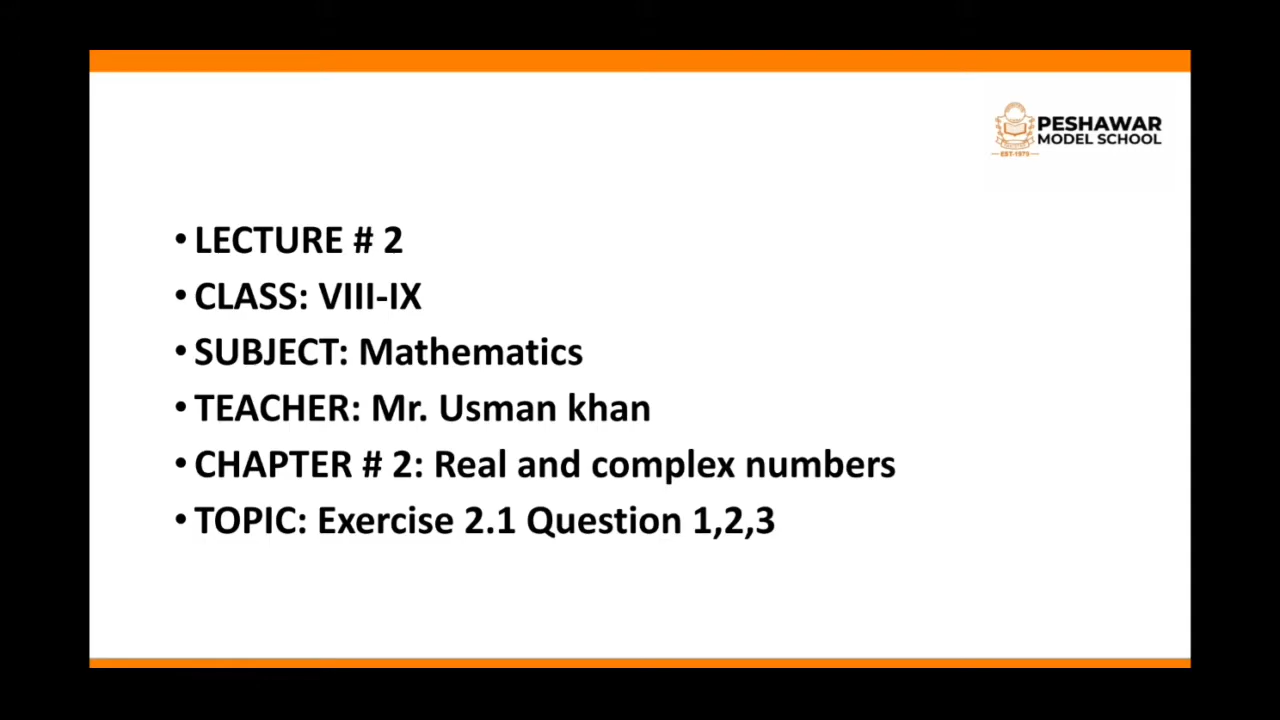 PESHAWAR
MODEL SCHOOL
EST-1979
• LECTURE # 2
• CLASS: VIII-IX
• SUBJECT: Mathematics
• TEACHER: Mr. Usman khan
• CHAPTER # 2: Real and complex numbers
• TOPIC: Exercise 2.1 Question 1,2,3